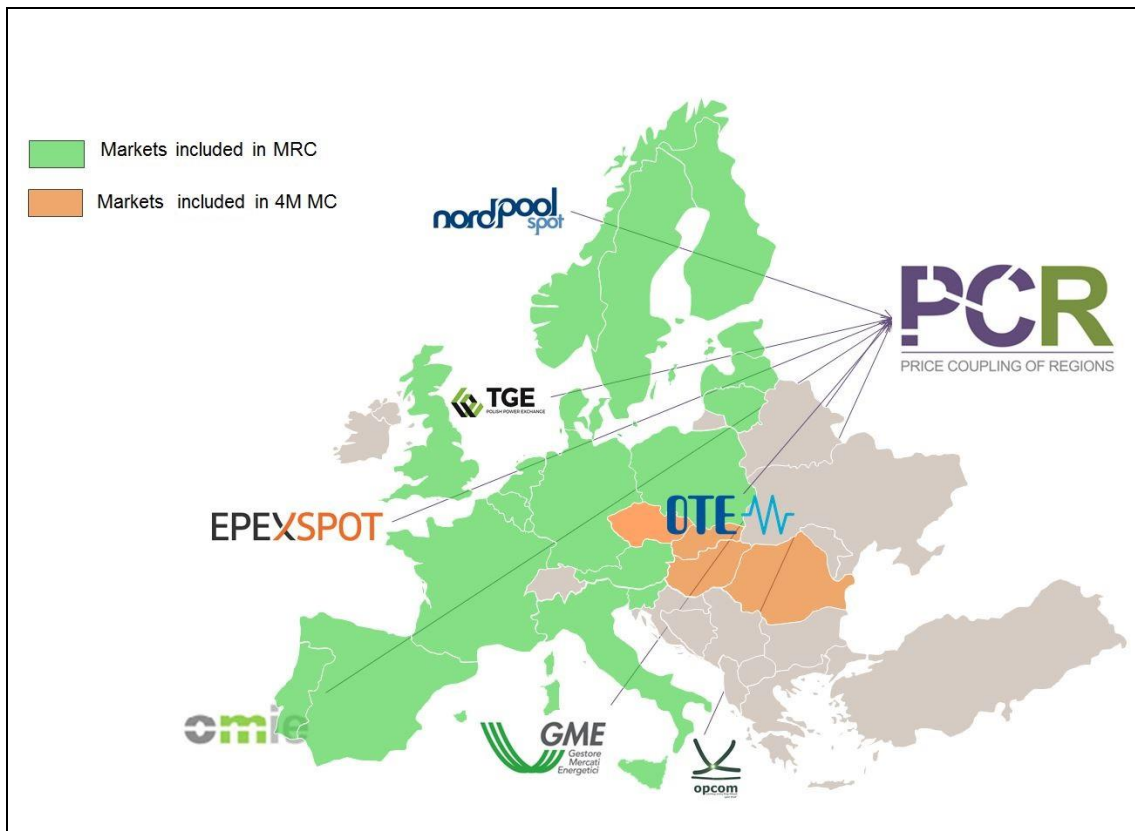 Markets included in MRC
Markets included in 4M MC
nordpool
spot
PCR
PRICE COUPLING OF REGIONS
TGE
POLISH POWER EXCHANGE
EPEXSPOT
OTE
omie
GME
Gestore
Mercati
Energetici
opcom